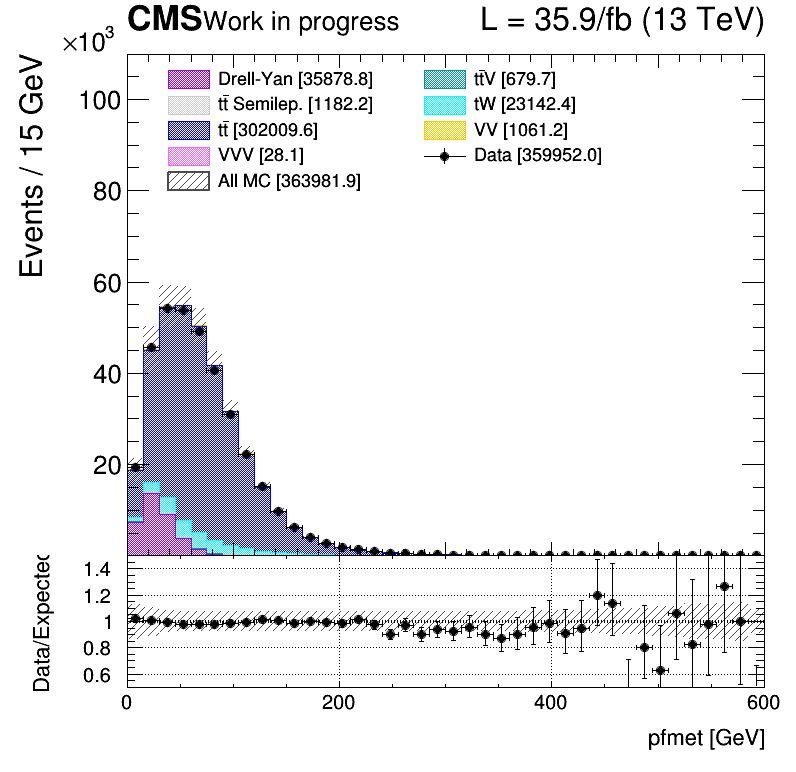 CMS Work in progress L = 35.9/fb (13 TeV)
×10³
Events / 15 GeV
100
80
60
40
20
Drell-Yan [35878.8]
tt̄ Semilep. [1182.2]
tt̄ [302009.6]
VVV [28.1]
All MC [363981.9]
tt̄V [679.7]
tW [23142.4]
VV [1061.2]
Data [359952.0]
Data/Expected
1.4
1.2
1
0.8
0.6
0 200 400 600
pfmet [GeV]